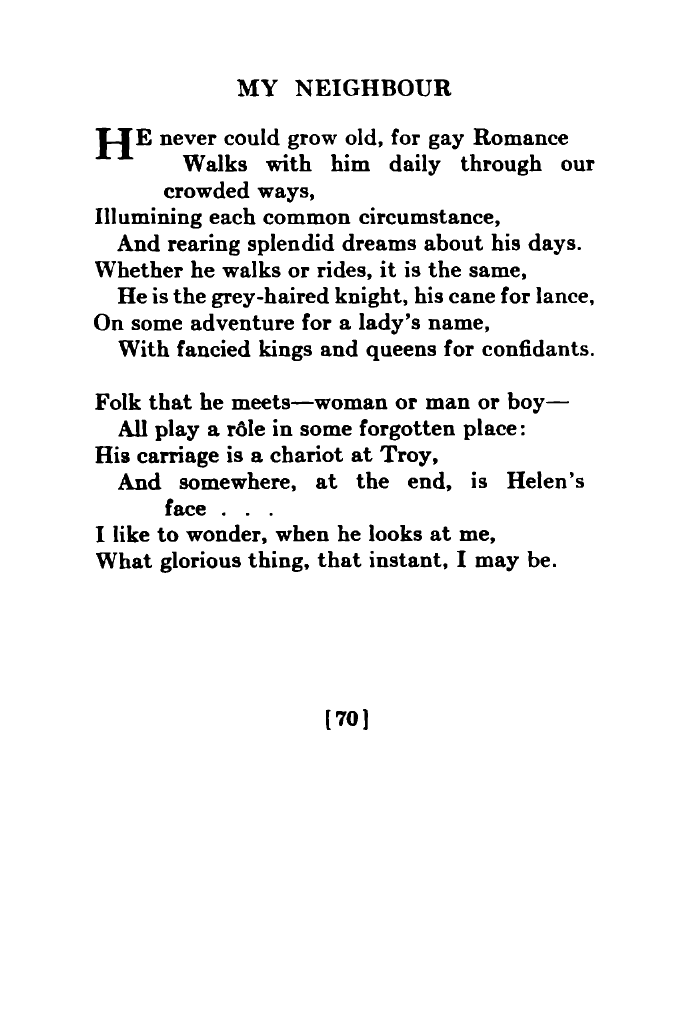 MY NEIGHBOUR
HE never could grow old, for gay Romance
Walks with him daily through our
crowded ways,
Illumining each common circumstance,
And rearing splendid dreams about his days.
Whether he walks or rides, it is the same,
He is the grey-haired knight, his cane for lance,
On some adventure for a lady's name,
With fancied kings and queens for confidants.
Folk that he meets—woman or man or boy—
All play a rôle in some forgotten place:
His carriage is a chariot at Troy,
And somewhere, at the end, is Helen's
face . . .
I like to wonder, when he looks at me,
What glorious thing, that instant, I may be.
[70]